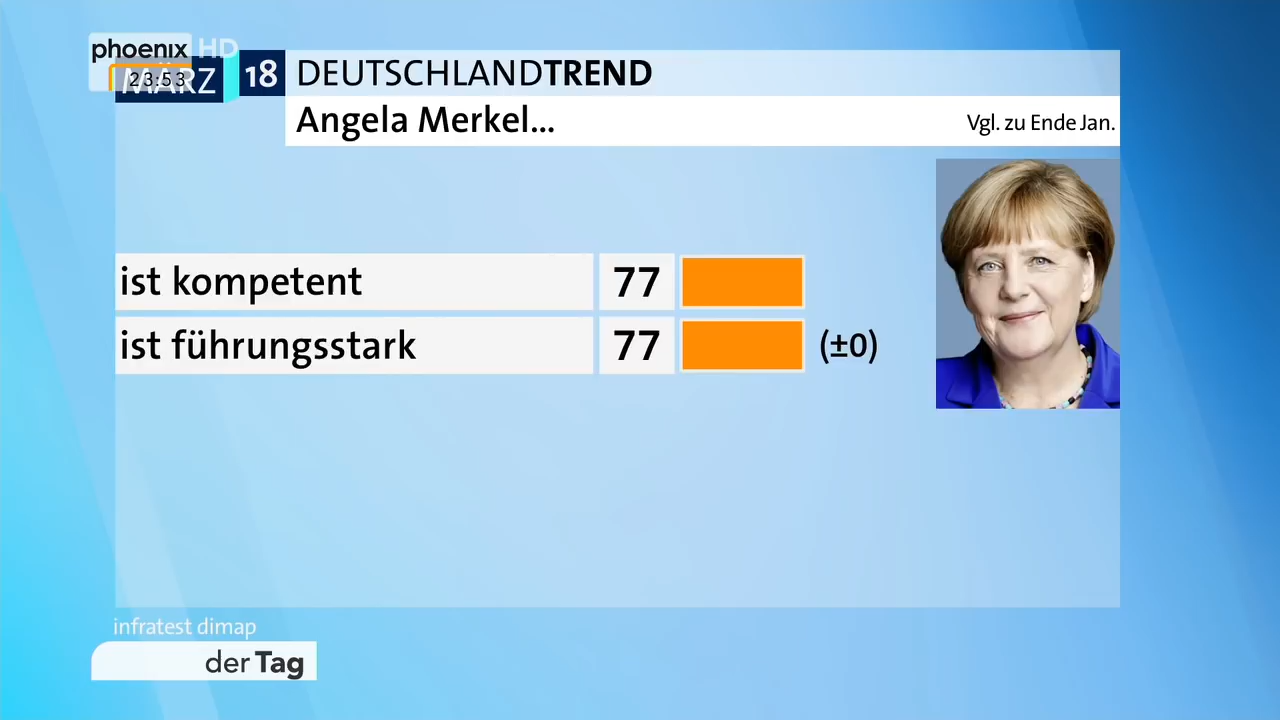 phoenix HD
23:53
MÄRZ 18 DEUTSCHLANDTREND
Angela Merkel... Vgl. zu Ende Jan.
ist kompetent 77
ist führungsstark 77 (±0)
infratest dimap
der Tag